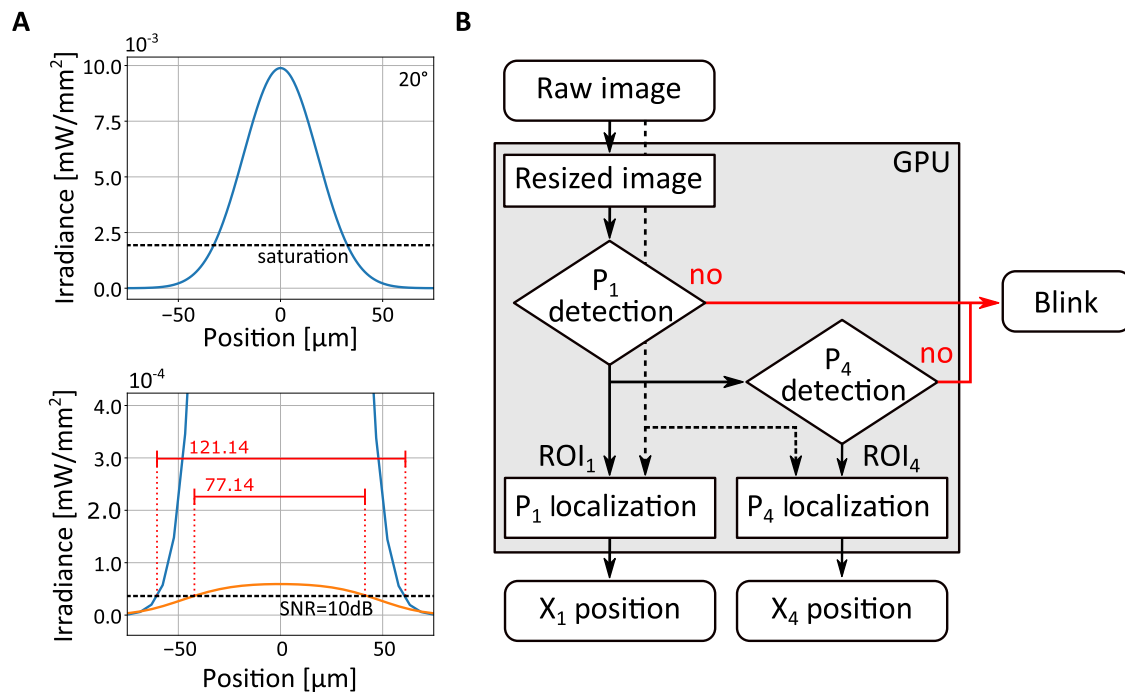 A
10⁻³
10.0
7.5
5.0
2.5
0.0
20°
saturation
−50
0
50
Position [μm]
Irradiance [mW/mm²]
10⁻⁴
4.0
3.0
2.0
1.0
0.0
121.14
77.14
SNR=10dB
−50
0
50
Position [μm]
Irradiance [mW/mm²]
B
Raw image
GPU
Resized image
P₁
detection
no
Blink
P₄
detection
no
ROI₁
ROI₄
P₁ localization
P₄ localization
X₁ position
X₄ position